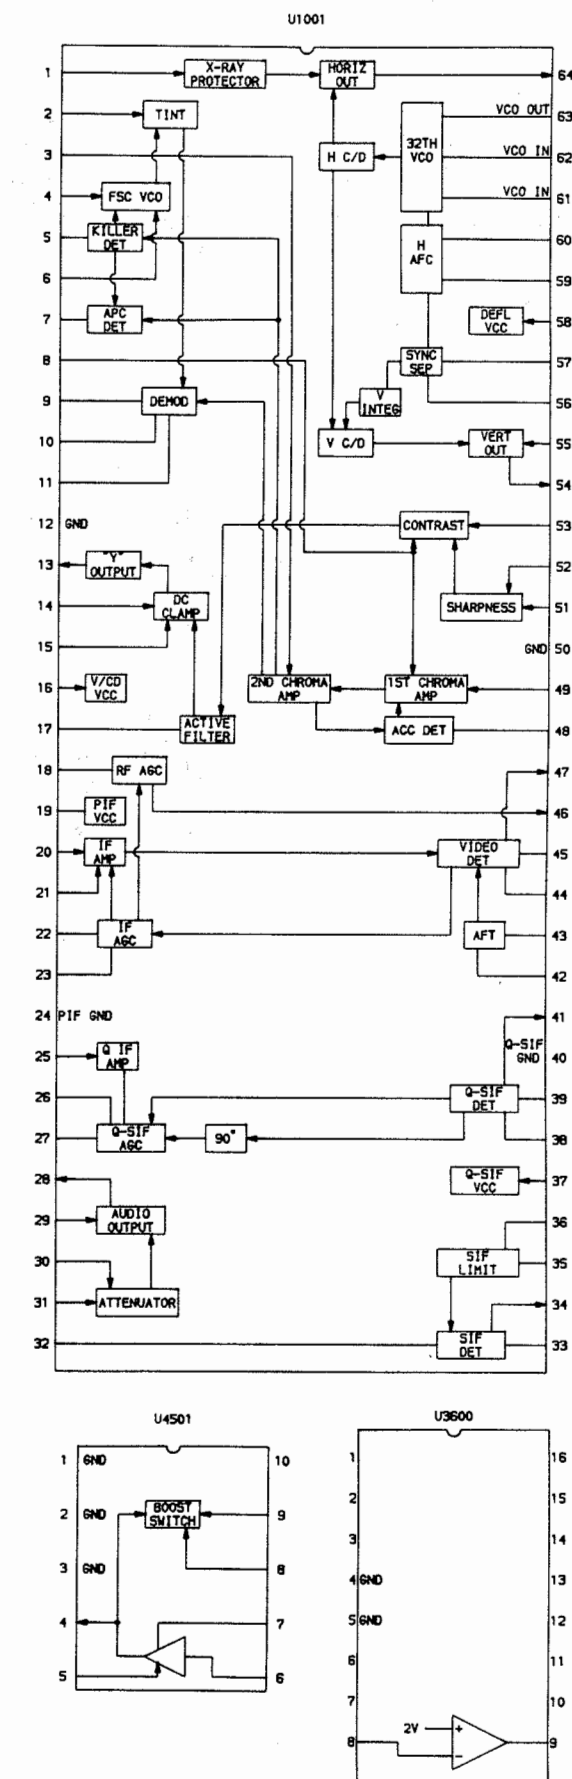 U1001
1 X-RAY PROTECTOR HORIZ OUT 64
2 TINT VCO OUT 63
3 H C/D 32TH VCO VCO IN 62
4 FSC VCO VCO IN 61
5 KILLER DET H AFC 60
6 59
7 APC DET DEFL VCC 58
8 SYNC SEP 57
9 DEMOD V INTEG 56
10 V C/D VERT OUT 55
11 54
12 GND CONTRAST 53
13 "Y" OUTPUT 52
14 DC CLAMP SHARPNESS 51
15 GND 50
16 V/CD VCC 2ND CHROMA AMP 1ST CHROMA AMP 49
17 ACTIVE FILTER ACC DET 48
18 RF AGC 47
19 PIF VCC 46
20 IF AMP VIDEO DET 45
21 44
22 IF AGC AFT 43
23 42
24 PIF GND 41
25 Q IF AMP Q-SIF GND 40
26 Q-SIF DET 39
27 Q-SIF AGC 90° 38
28 Q-SIF VCC 37
29 AUDIO OUTPUT 36
30 SIF LIMIT 35
31 ATTENUATOR 34
32 SIF DET 33
U4501
1 GND 10
2 GND BOOST SWITCH 9
3 GND 8
4 7
5 6
U3600
1 16
2 15
3 14
4 GND 13
5 GND 12
6 11
7 10
8 2V + - 9